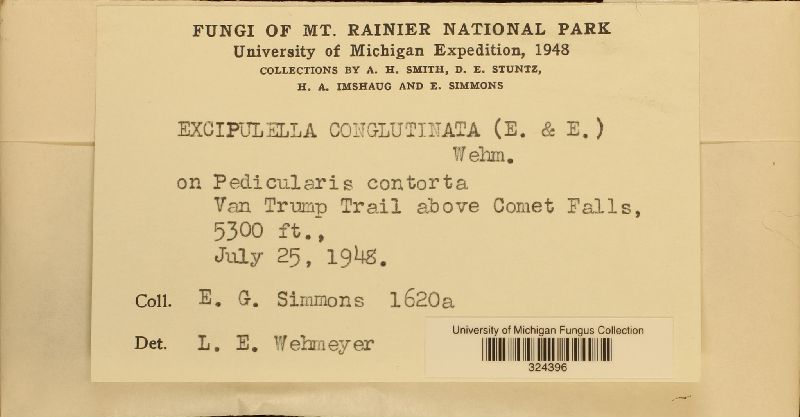 FUNGI OF MT. RAINIER NATIONAL PARK
University of Michigan Expedition, 1948
COLLECTIONS BY A. H. SMITH, D. E. STUNTZ,
H. A. IMSHAUG AND E. SIMMONS
EXCIPULELLA CONGLUTINATA (E. & E.)
Wehm.
on Pedicularis contorta
Van Trump Trail above Comet Falls,
5300 ft.,
July 25, 1948.
Coll. E. G. Simmons 1620a
Det. L. E. Wehmeyer
University of Michigan Fungus Collection
324396